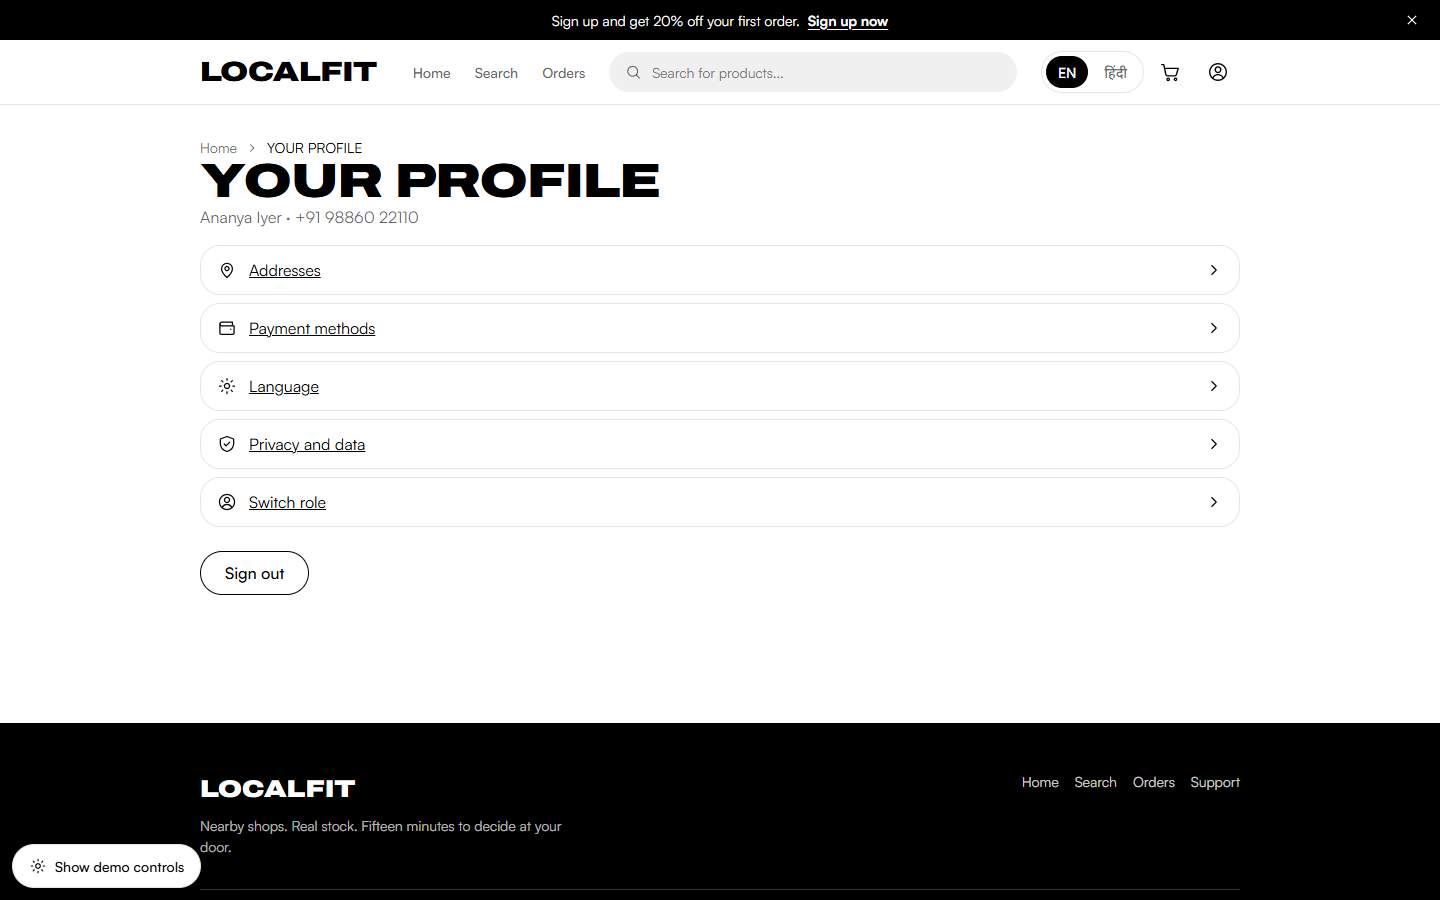 Sign up and get 20% off your first order. Sign up now
LOCALFIT
Home Search Orders
Search for products...
EN हिंदी
Home > YOUR PROFILE
YOUR PROFILE
Ananya Iyer · +91 98860 22110
Addresses
Payment methods
Language
Privacy and data
Switch role
Sign out
LOCALFIT
Home Search Orders Support
Nearby shops. Real stock. Fifteen minutes to decide at your
door.
Show demo controls